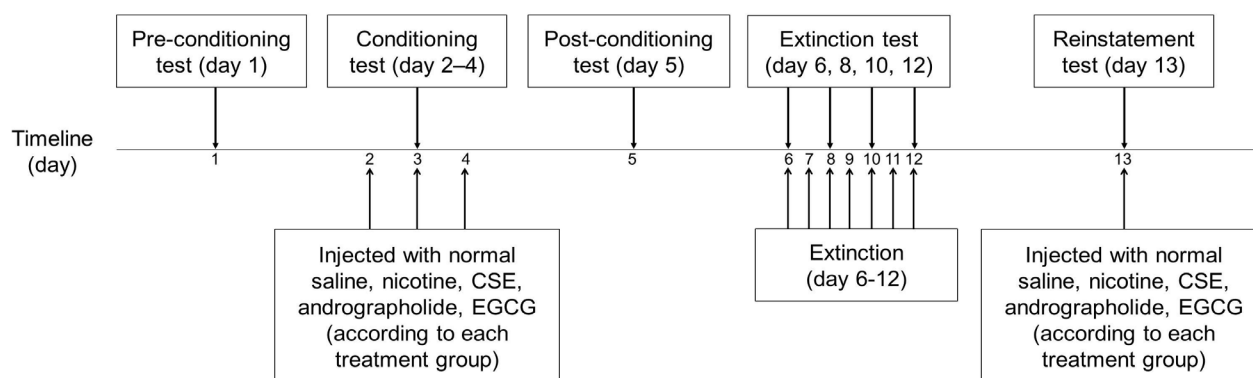 Pre-conditioning
test (day 1)
Conditioning
test (day 2–4)
Post-conditioning
test (day 5)
Extinction test
(day 6, 8, 10, 12)
Reinstatement
test (day 13)
Timeline
(day)
1
2
3
4
5
6
7
8
9
10
11
12
13
Injected with normal
saline, nicotine, CSE,
andrographolide, EGCG
(according to each
treatment group)
Extinction
(day 6-12)
Injected with normal
saline, nicotine, CSE,
andrographolide, EGCG
(according to each
treatment group)